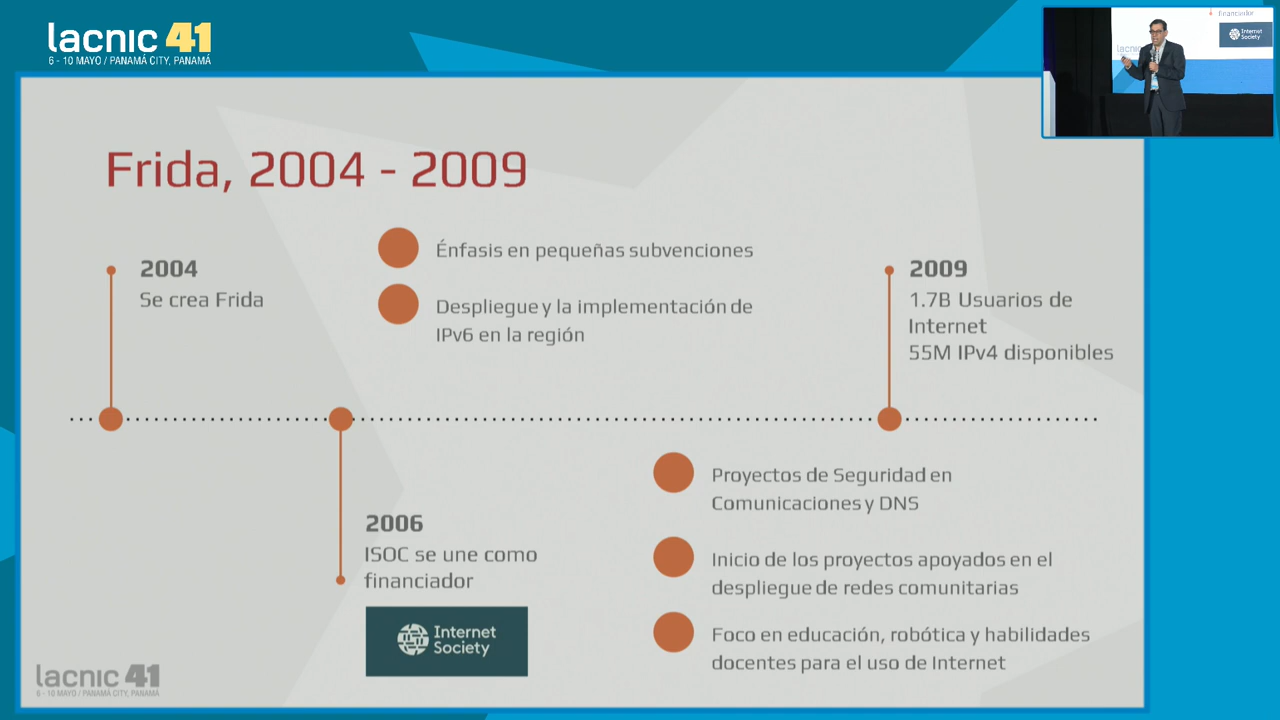 lacnic 41
6 - 10 MAYO / PANAMÁ CITY, PANAMÁ
financiador
Internet
Society
lacnic
Frida, 2004 - 2009
2004
Se crea Frida
Énfasis en pequeñas subvenciones
Despliegue y la implementación de
IPv6 en la región
2009
1.7B Usuarios de
Internet
55M IPv4 disponibles
2006
ISOC se une como
financiador
Internet
Society
Proyectos de Seguridad en
Comunicaciones y DNS
Inicio de los proyectos apoyados en el
despliegue de redes comunitarias
Foco en educación, robótica y habilidades
docentes para el uso de Internet
lacnic 41
6 - 10 MAYO / PANAMÁ CITY, PANAMÁ